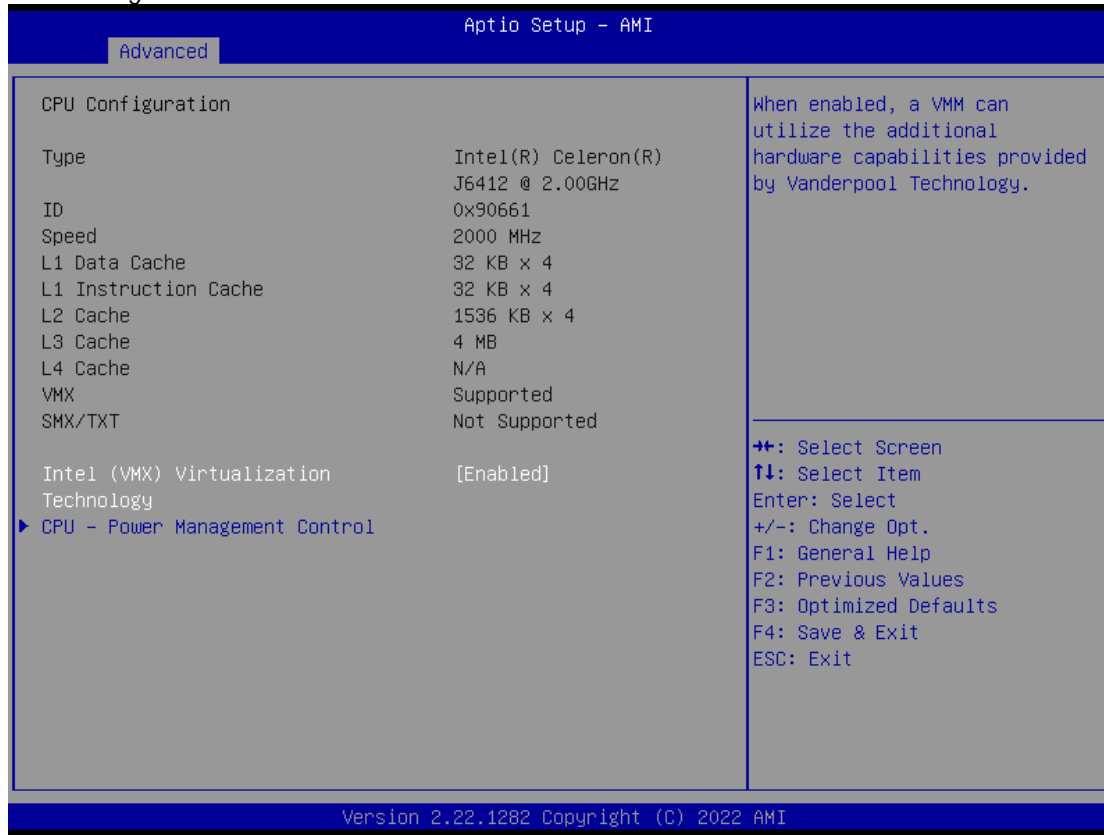 Aptio Setup – AMI
Advanced
CPU Configuration
Type Intel(R) Celeron(R)
J6412 @ 2.00GHz
ID 0x90661
Speed 2000 MHz
L1 Data Cache 32 KB x 4
L1 Instruction Cache 32 KB x 4
L2 Cache 1536 KB x 4
L3 Cache 4 MB
L4 Cache N/A
VMX Supported
SMX/TXT Not Supported
Intel (VMX) Virtualization [Enabled]
Technology
▶ CPU – Power Management Control
When enabled, a VMM can
utilize the additional
hardware capabilities provided
by Vanderpool Technology.
→←: Select Screen
↑↓: Select Item
Enter: Select
+/-: Change Opt.
F1: General Help
F2: Previous Values
F3: Optimized Defaults
F4: Save & Exit
ESC: Exit
Version 2.22.1282 Copyright (C) 2022 AMI